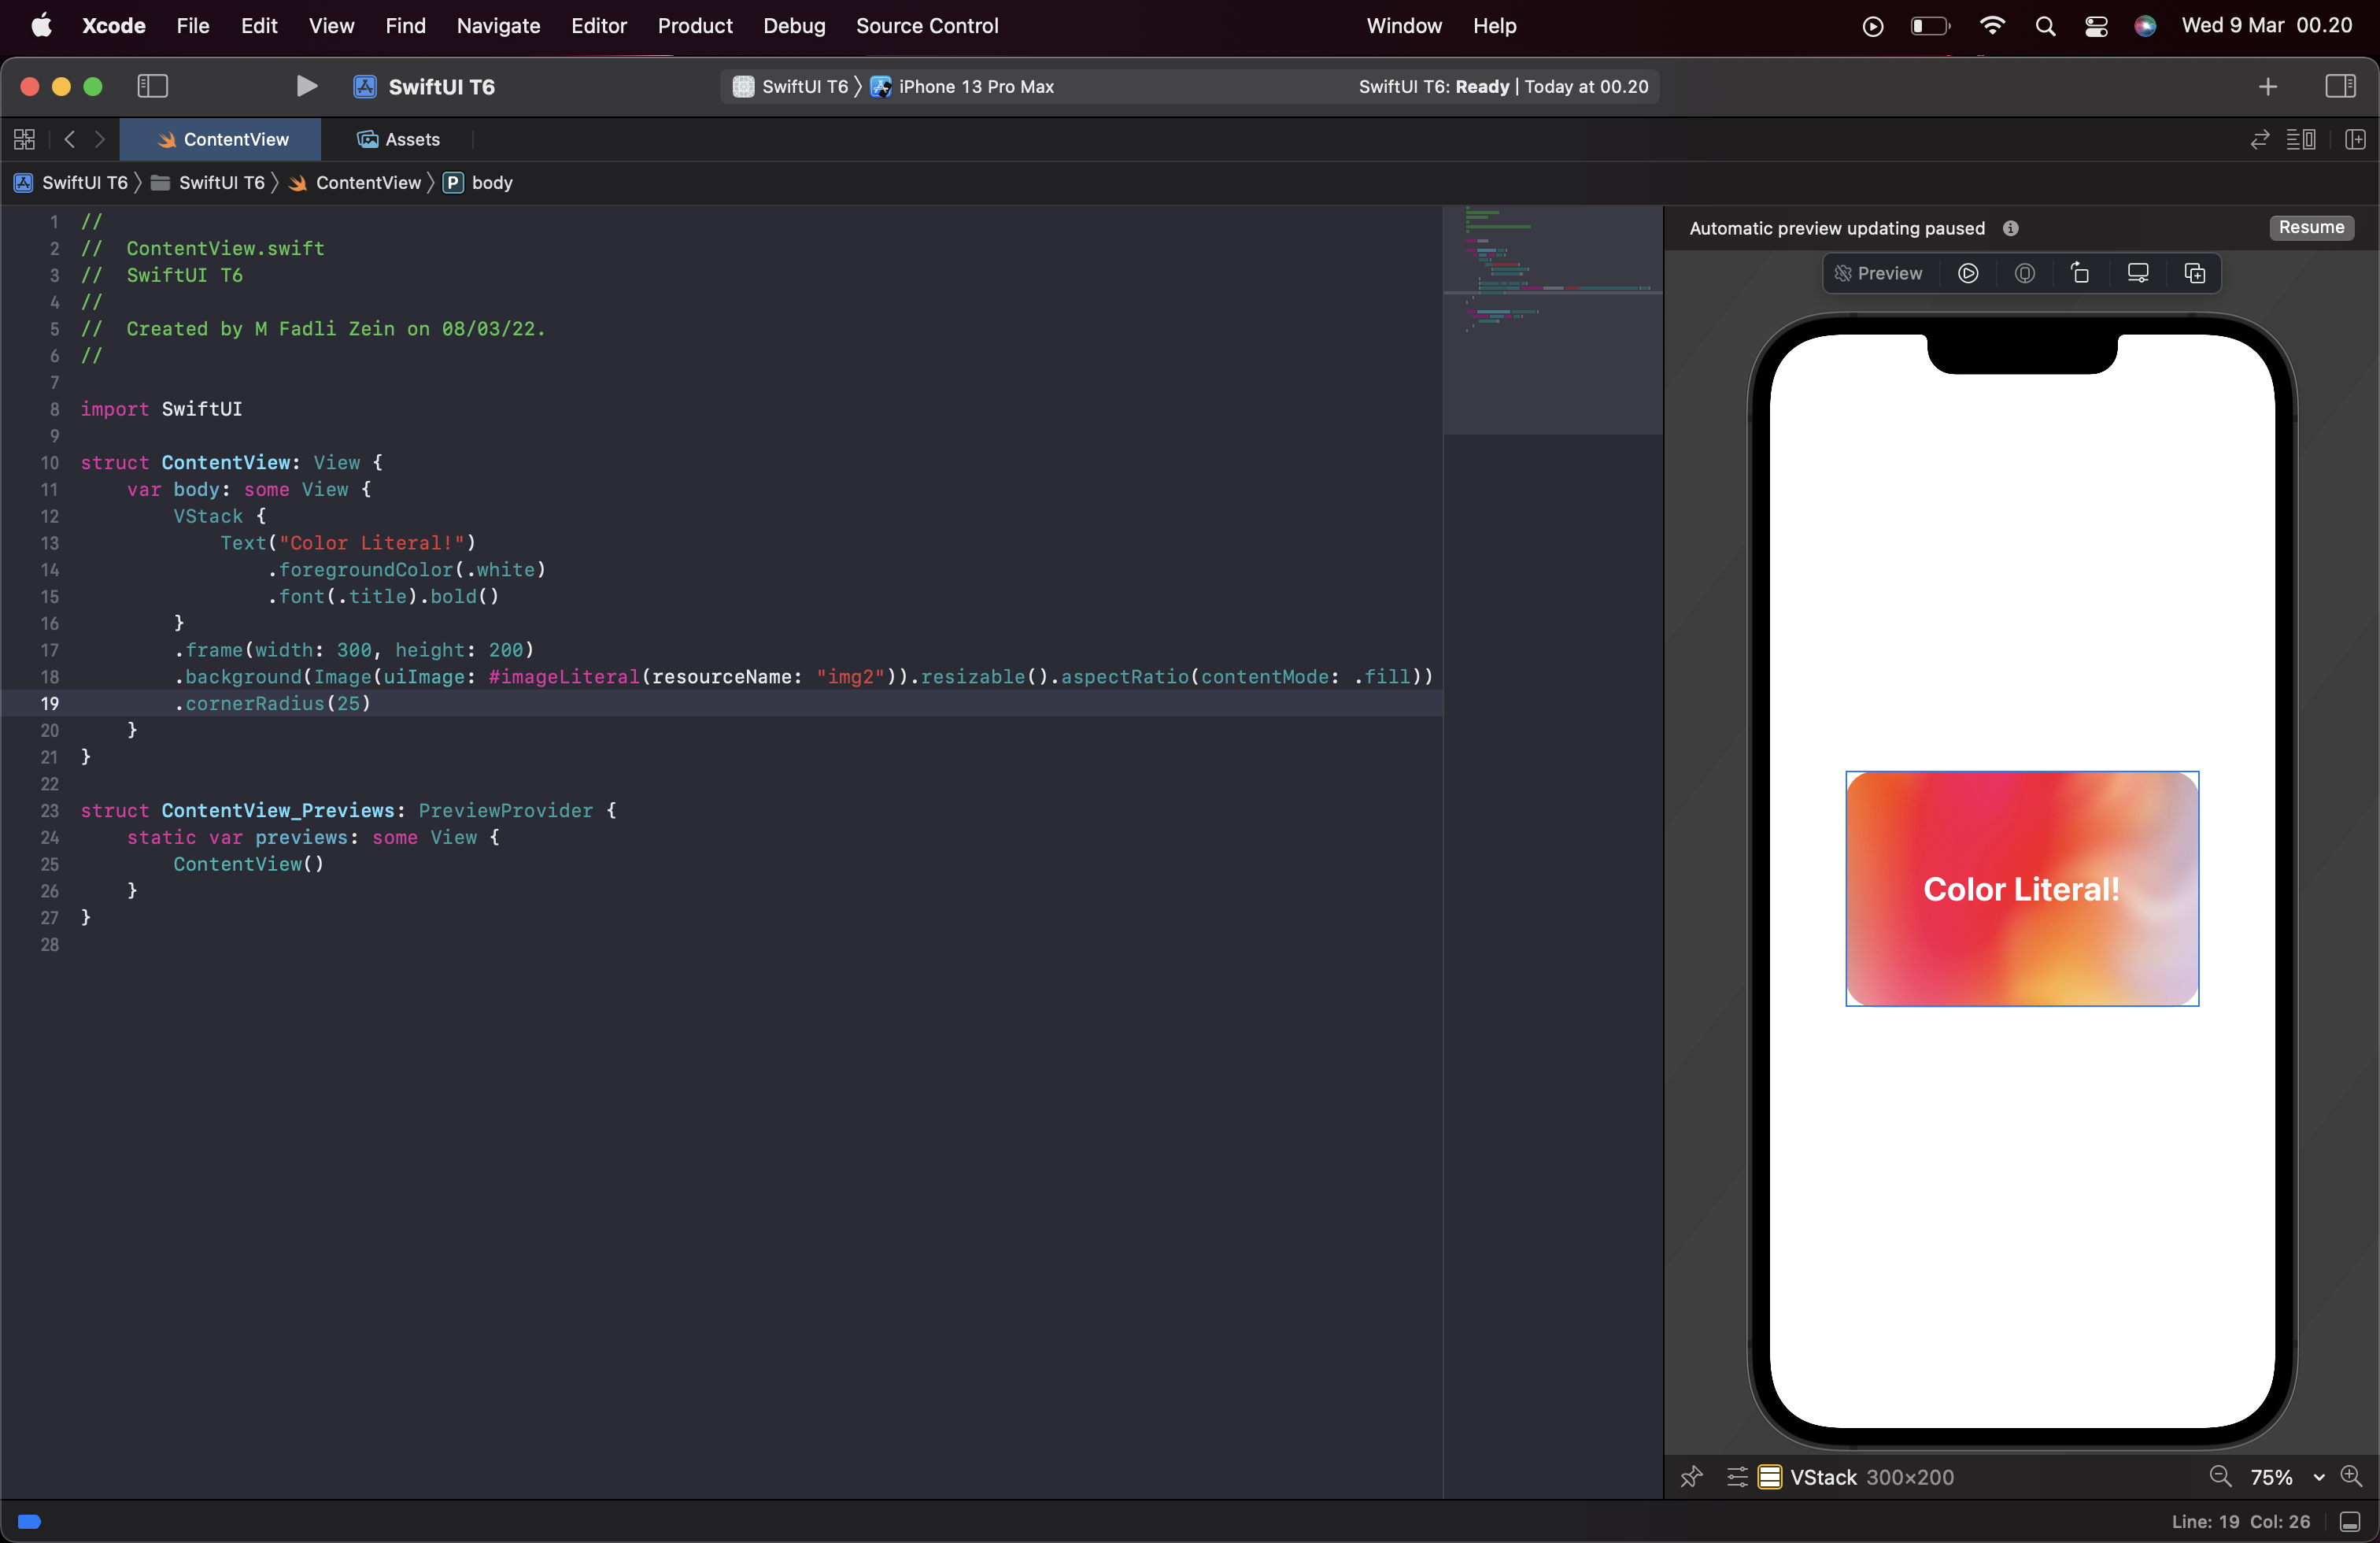 Xcode File Edit View Find Navigate Editor Product Debug Source Control Window Help Wed 9 Mar 00.20
SwiftUI T6 SwiftUI T6 iPhone 13 Pro Max SwiftUI T6: Ready | Today at 00.20
ContentView Assets
SwiftUI T6 SwiftUI T6 ContentView P body
1 //
2 // ContentView.swift
3 // SwiftUI T6
4 //
5 // Created by M Fadli Zein on 08/03/22.
6 //
7
8 import SwiftUI
9
10 struct ContentView: View {
11 var body: some View {
12 VStack {
13 Text("Color Literal!")
14 .foregroundColor(.white)
15 .font(.title).bold()
16 }
17 .frame(width: 300, height: 200)
18 .background(Image(uiImage: #imageLiteral(resourceName: "img2")).resizable().aspectRatio(contentMode: .fill))
19 .cornerRadius(25)
20 }
21 }
22
23 struct ContentView_Previews: PreviewProvider {
24 static var previews: some View {
25 ContentView()
26 }
27 }
28
Automatic preview updating paused Resume
Preview
Color Literal!
VStack 300×200 75%
Line: 19 Col: 26